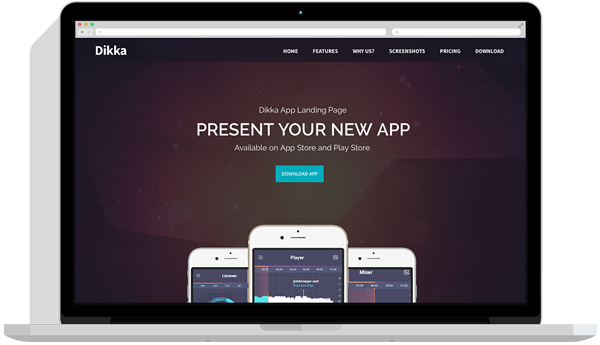 Dikka
HOME FEATURES WHY US? SCREENSHOTS PRICING DOWNLOAD
Dikka App Landing Page
PRESENT YOUR NEW APP
Available on App Store and Play Store
DOWNLOAD APP
Listener
Player
Mixer